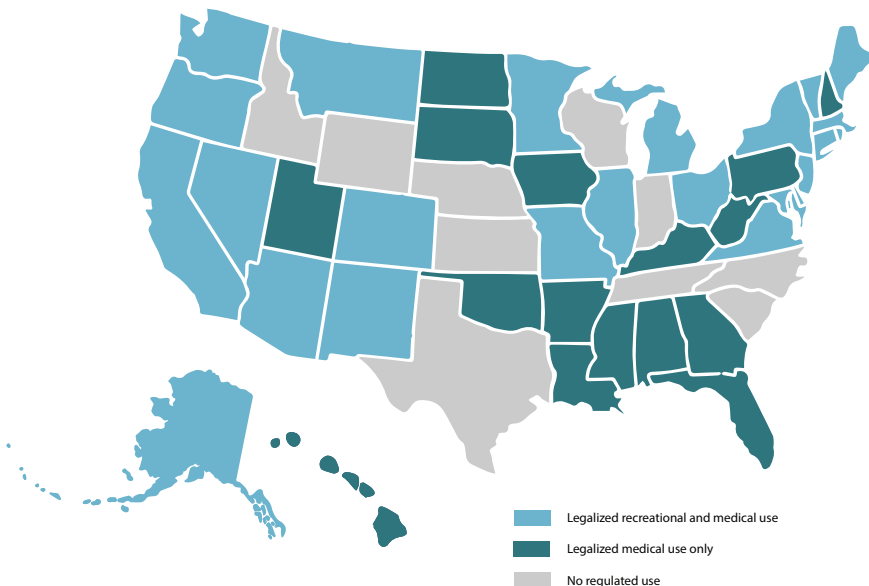 Legalized recreational and medical use
Legalized medical use only
No regulated use